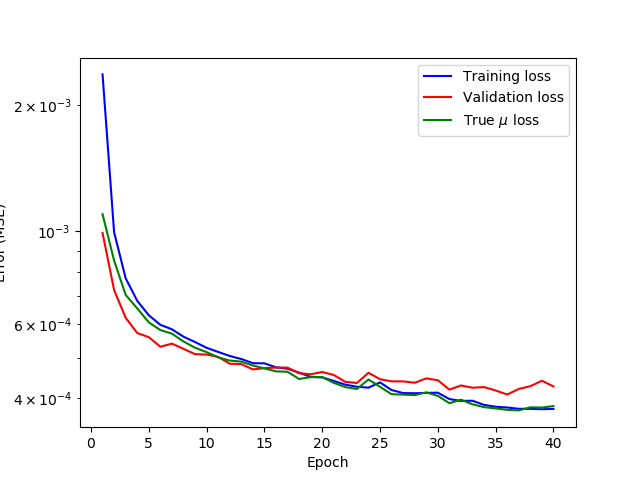 Training loss
Validation loss
True μ loss
2 × 10⁻³
10⁻³
6 × 10⁻⁴
4 × 10⁻⁴
0 5 10 15 20 25 30 35 40
Epoch
Error (MSE)